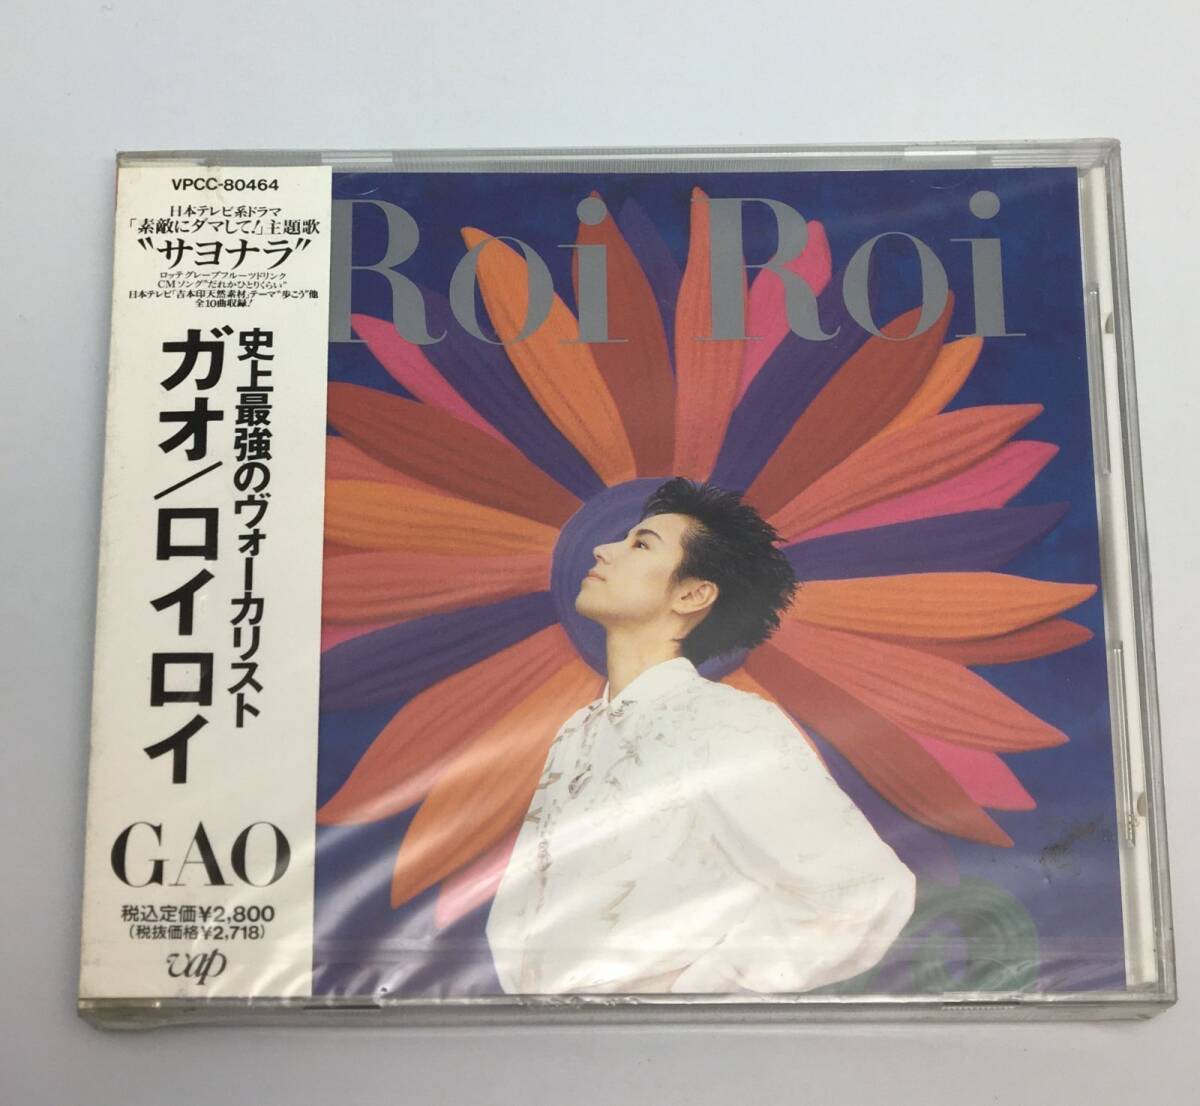 VPCC-80464
日本テレビ系ドラマ
「素敵にダマして!」主題歌
"サヨナラ"
ロッテグレープフルーツドリンク
CMソング"だれかひとりくらい"
日本テレビ「吉本印天然素材」テーマ"歩こう"他
全10曲収録!
史上最強のヴォーカリスト
ガオ/ロイロイ
GAO
税込定価¥2,800
(税抜価格¥2,718)
vap
Roi Roi